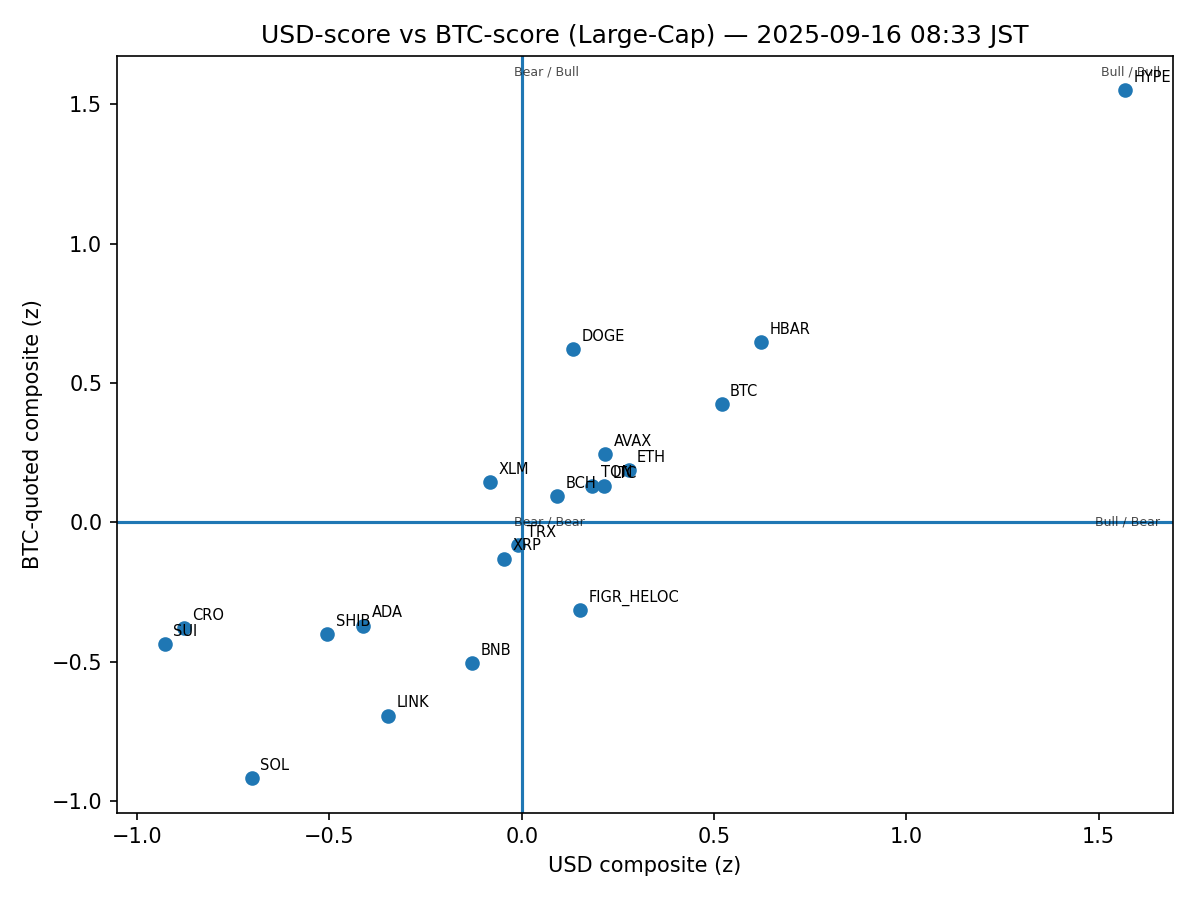 USD-score vs BTC-score (Large-Cap) — 2025-09-16 08:33 JST
Bear / Bull
Bull / Bull
HYPE
1.5
1.0
DOGE
HBAR
0.5
BTC
AVAX
ETH
XLM
TON
LTC
BCH
0.0
Bear / Bear
Bull / Bear
TRX
XRP
FIGR_HELOC
CRO
ADA
SHIB
SUI
−0.5
BNB
LINK
SOL
−1.0
BTC-quoted composite (z)
−1.0
−0.5
0.0
0.5
1.0
1.5
USD composite (z)